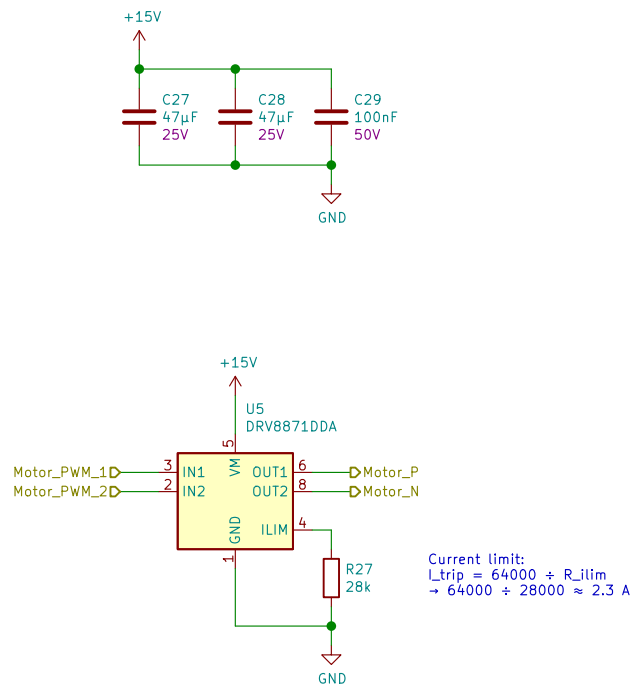 +15V
C27
47µF
25V
C28
47µF
25V
C29
100nF
50V
GND
+15V
U5
DRV8871DDA
5
VM
Motor_PWM_1
3
IN1
OUT1
6
Motor_P
Motor_PWM_2
2
IN2
OUT2
8
Motor_N
GND
1
ILIM
4
R27
28k
GND
Current limit:
I_trip = 64000 ÷ R_ilim
→ 64000 ÷ 28000 ≈ 2.3 A